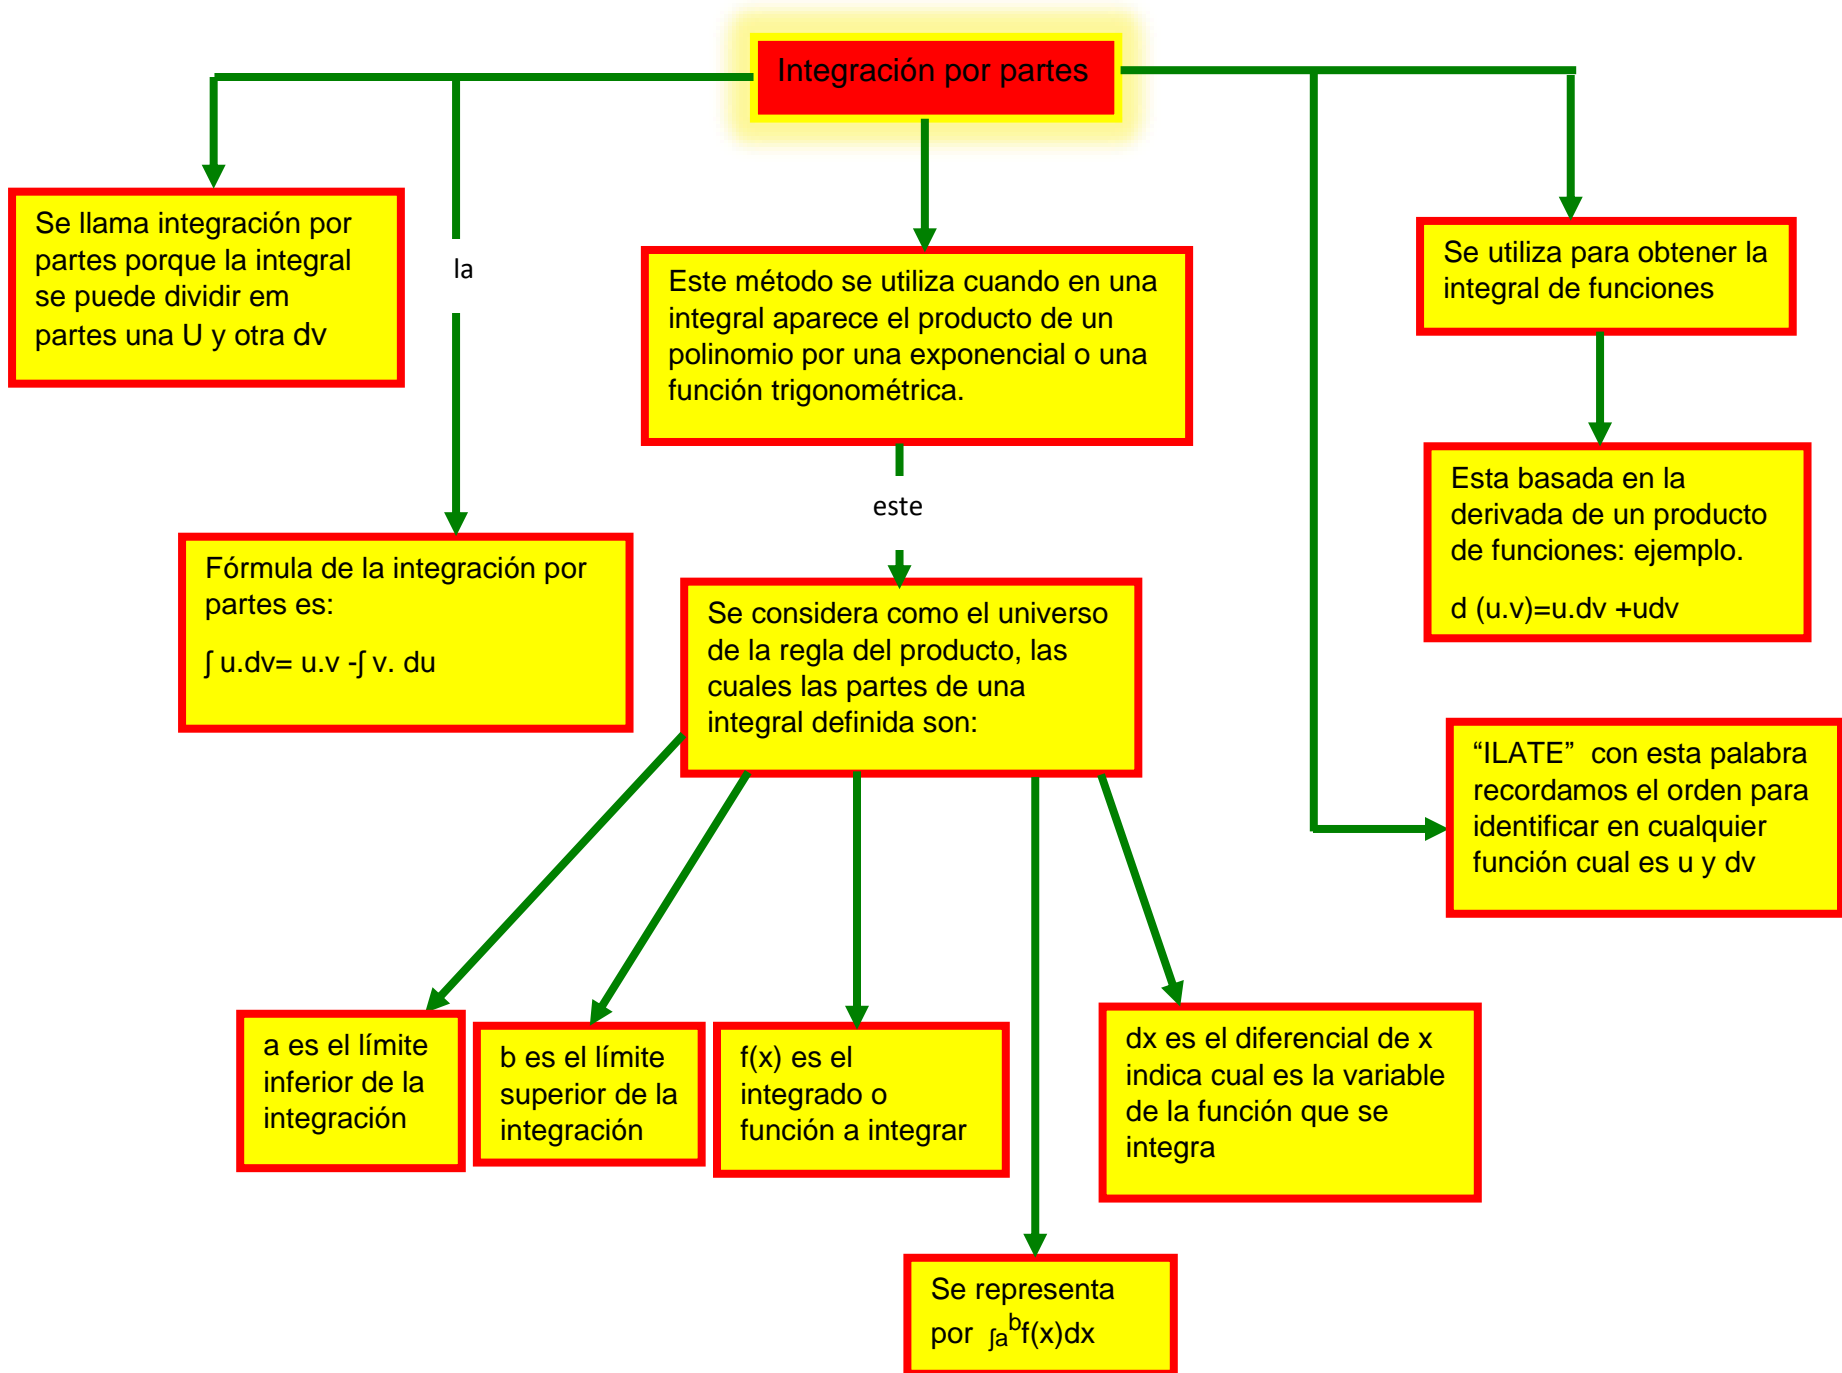 Integración por partes
Se llama integración por
partes porque la integral
se puede dividir em
partes una U y otra dv
la
Fórmula de la integración por
partes es:
∫ u.dv= u.v -∫ v. du
Este método se utiliza cuando en una
integral aparece el producto de un
polinomio por una exponencial o una
función trigonométrica.
este
Se considera como el universo
de la regla del producto, las
cuales las partes de una
integral definida son:
Se utiliza para obtener la
integral de funciones
Esta basada en la
derivada de un producto
de funciones: ejemplo.
d (u.v)=u.dv +udv
“ILATE”  con esta palabra
recordamos el orden para
identificar en cualquier
función cual es u y dv
a es el límite
inferior de la
integración
b es el límite
superior de la
integración
f(x) es el
integrado o
función a integrar
dx es el diferencial de x
indica cual es la variable
de la función que se
integra
Se representa
por ∫a^b f(x)dx